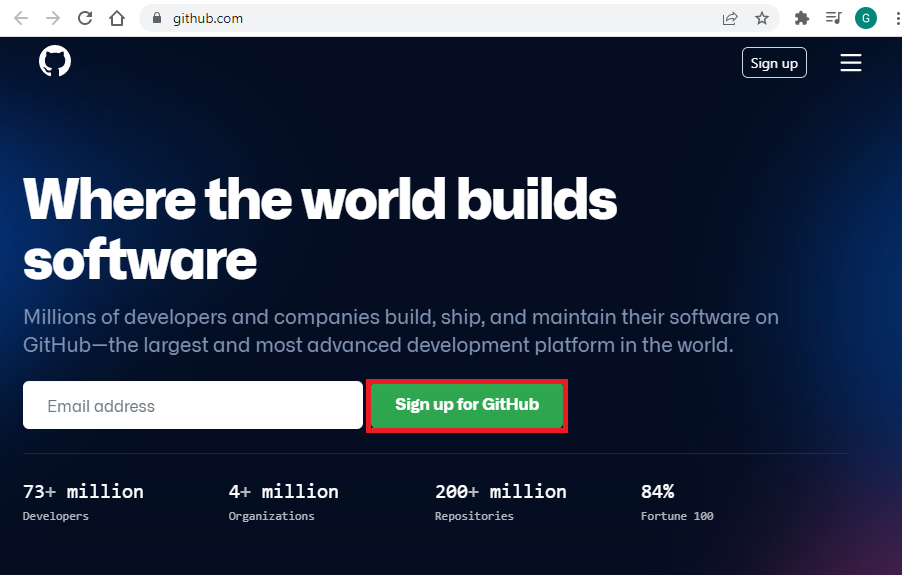 github.com
G
Sign up
Where the world builds
software
Millions of developers and companies build, ship, and maintain their software on
GitHub—the largest and most advanced development platform in the world.
Email address
Sign up for GitHub
73+ million
4+ million
200+ million
84%
Developers
Organizations
Repositories
Fortune 100